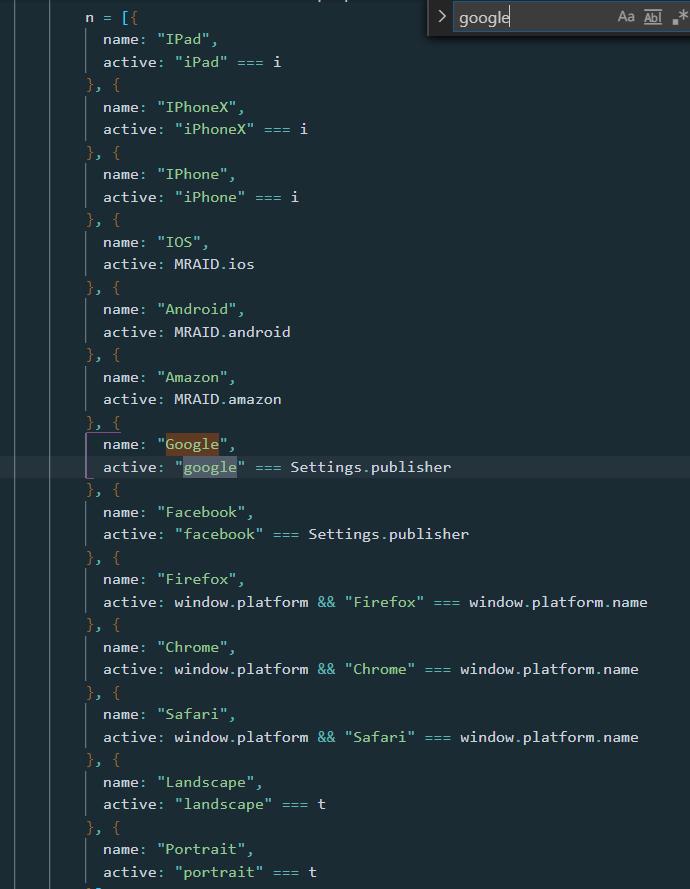 n = [{
google
Aa Abl .*
name: "IPad",
active: "iPad" === i
}, {
name: "IPhoneX",
active: "iPhoneX" === i
}, {
name: "IPhone",
active: "iPhone" === i
}, {
name: "IOS",
active: MRAID.ios
}, {
name: "Android",
active: MRAID.android
}, {
name: "Amazon",
active: MRAID.amazon
}, {
name: "Google",
active: "google" === Settings.publisher
}, {
name: "Facebook",
active: "facebook" === Settings.publisher
}, {
name: "Firefox",
active: window.platform && "Firefox" === window.platform.name
}, {
name: "Chrome",
active: window.platform && "Chrome" === window.platform.name
}, {
name: "Safari",
active: window.platform && "Safari" === window.platform.name
}, {
name: "Landscape",
active: "landscape" === t
}, {
name: "Portrait",
active: "portrait" === t